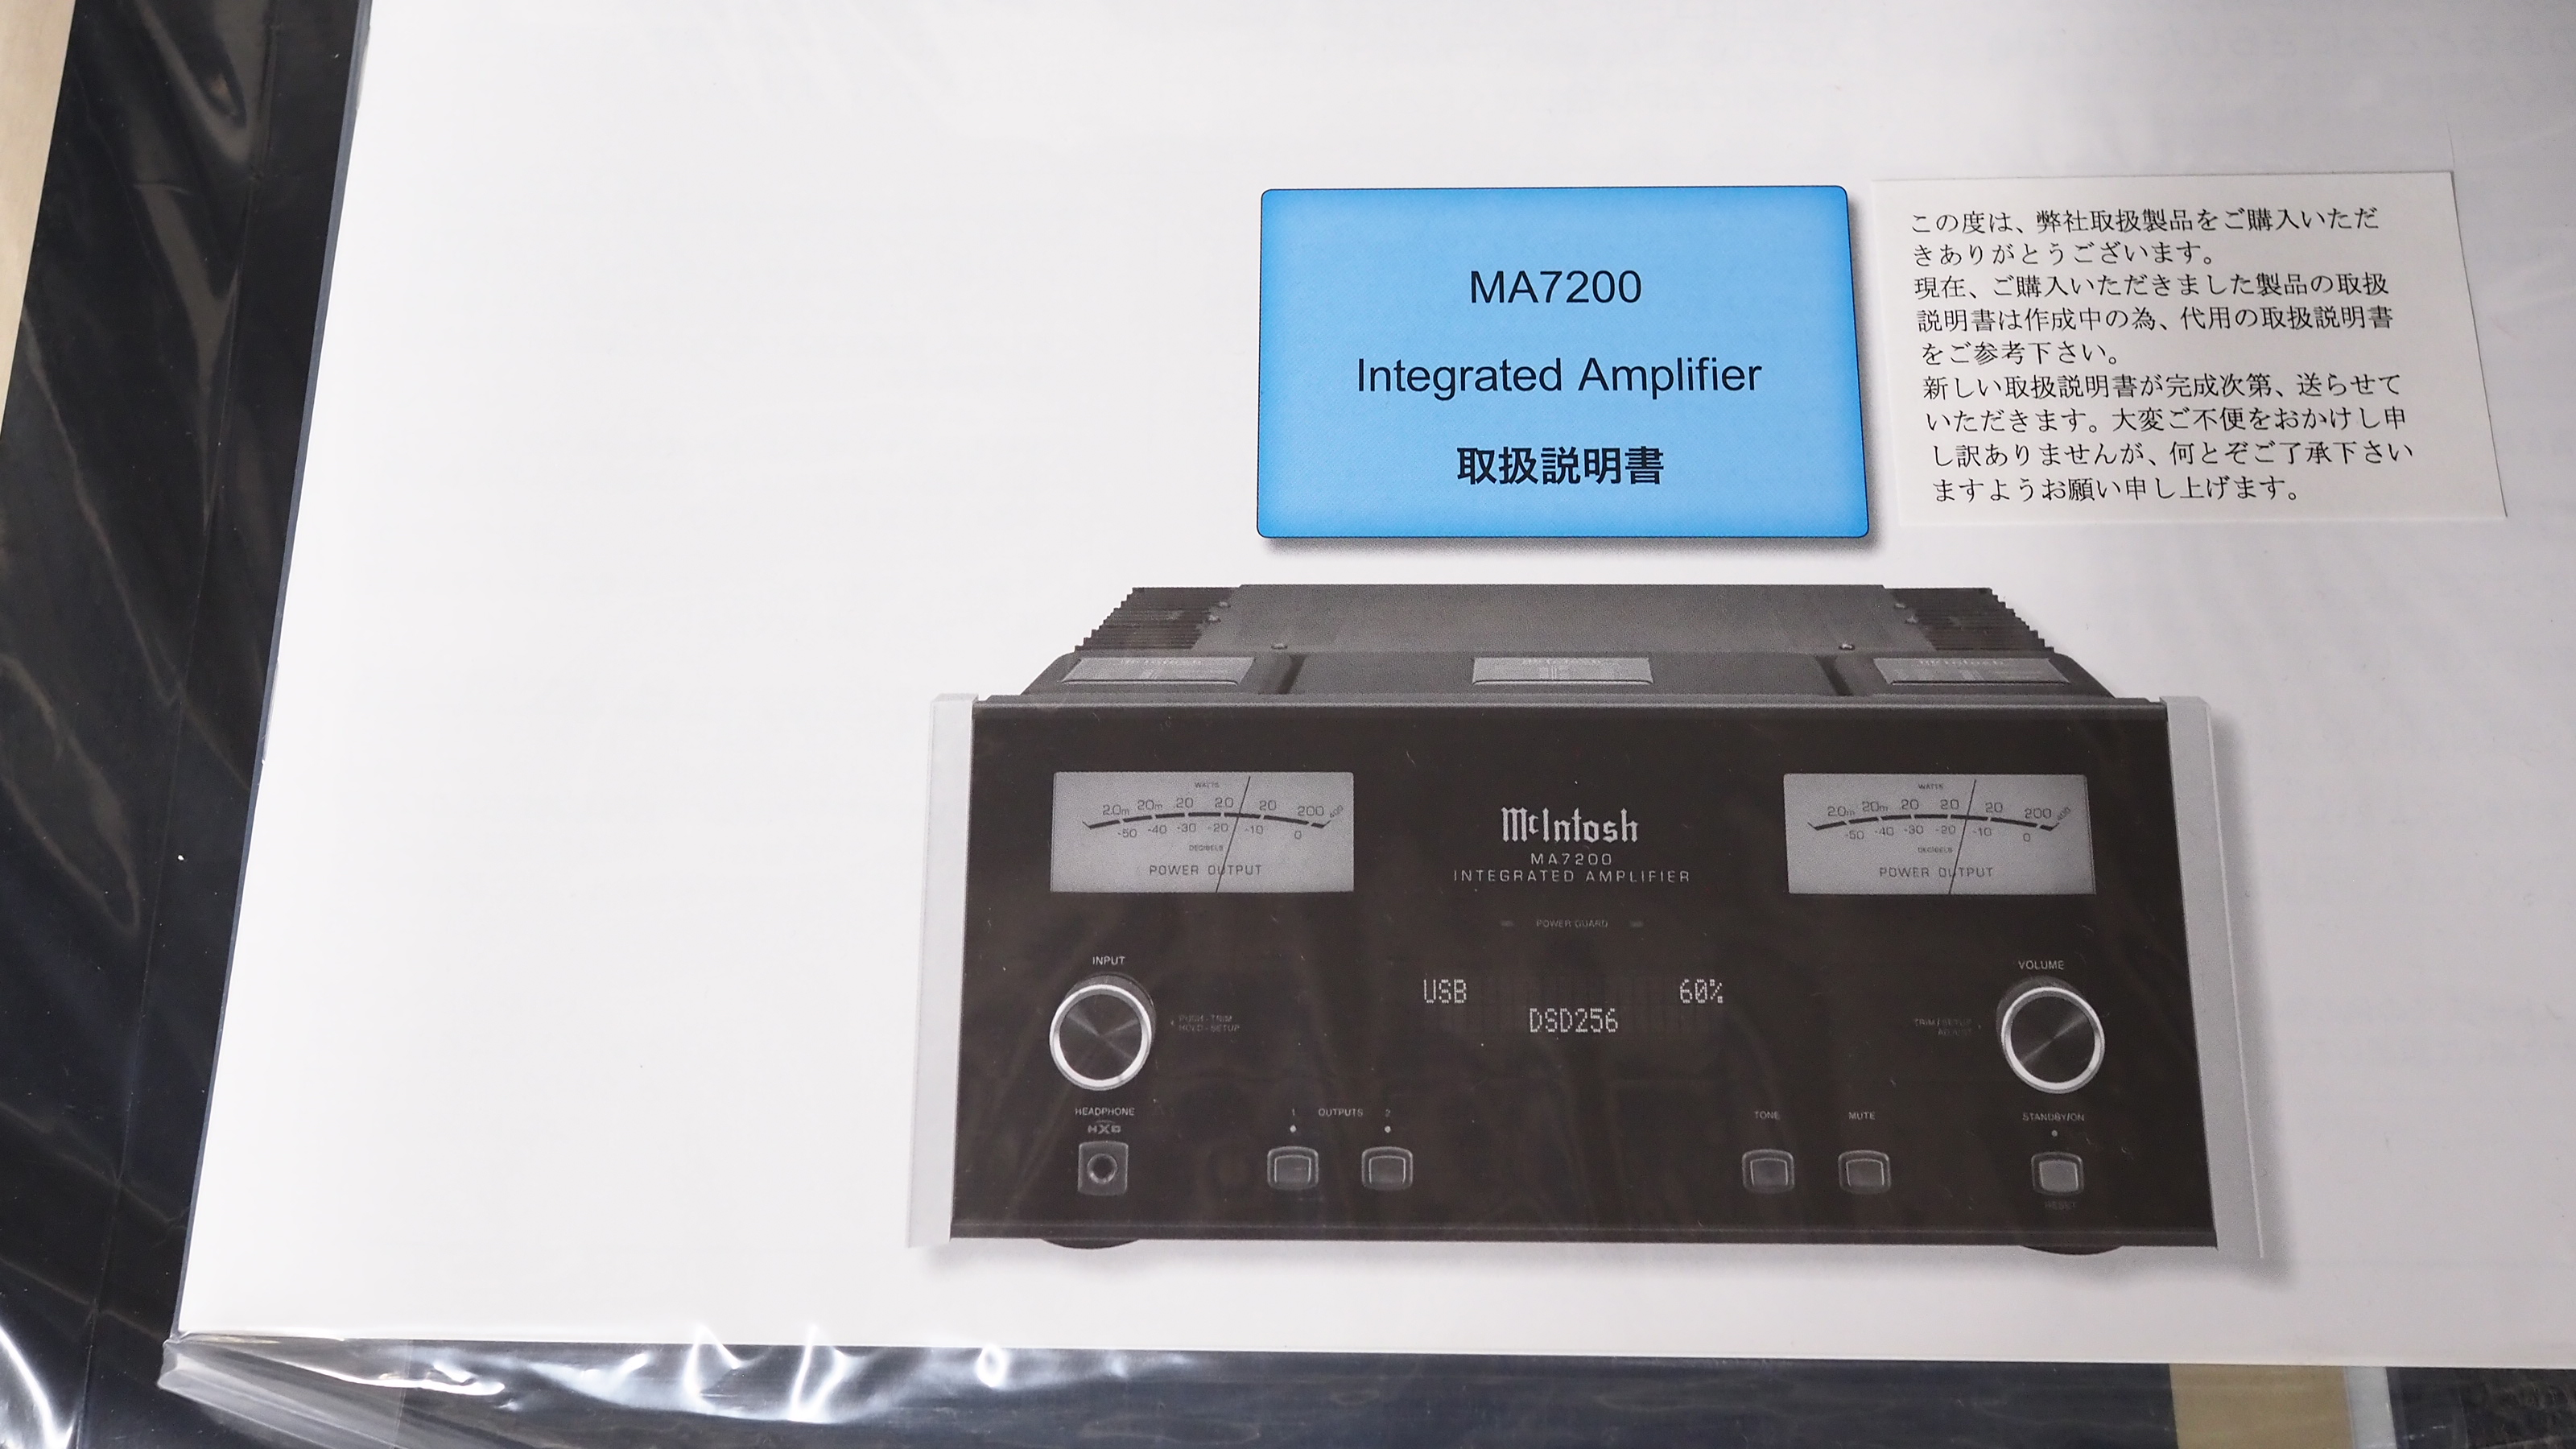 MA7200
Integrated Amplifier
取扱説明書
この度は、弊社取扱製品をご購入いただ
きありがとうございます。
現在、ご購入いただきました製品の取扱
説明書は作成中の為、代用の取扱説明書
をご参考下さい。
新しい取扱説明書が完成次第、送らせて
いただきます。大変ご不便をおかけし申
し訳ありませんが、何とぞご了承下さい
ますようお願い申し上げます。
McIntosh McIntosh
WATTS
2.0m 20m .20 2.0 20 200 400
-50 -40 -30 -20 -10 0
DECIBELS
POWER OUTPUT
McIntosh
MA7200
INTEGRATED AMPLIFIER
WATTS
2.0m 20m .20 2.0 20 200 400
-50 -40 -30 -20 -10 0
DECIBELS
POWER OUTPUT
POWER GUARD
INPUT
PUSH-TRIM
HOLD-SETUP
USB 60%
DSD256
VOLUME
HEADPHONE
HXD
1 OUTPUTS 2
TONE
MUTE
STANDBY/ON
RESET